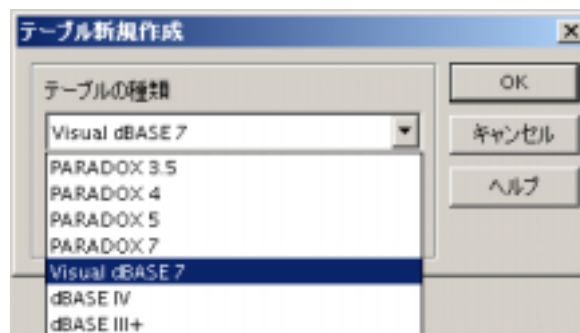 テーブル新規作成
テーブルの種類
OK
Visual dBASE 7
キャンセル
PARADOX 3.5
PARADOX 4
ヘルプ
PARADOX 5
PARADOX 7
Visual dBASE 7
dBASE IV
dBASE III+